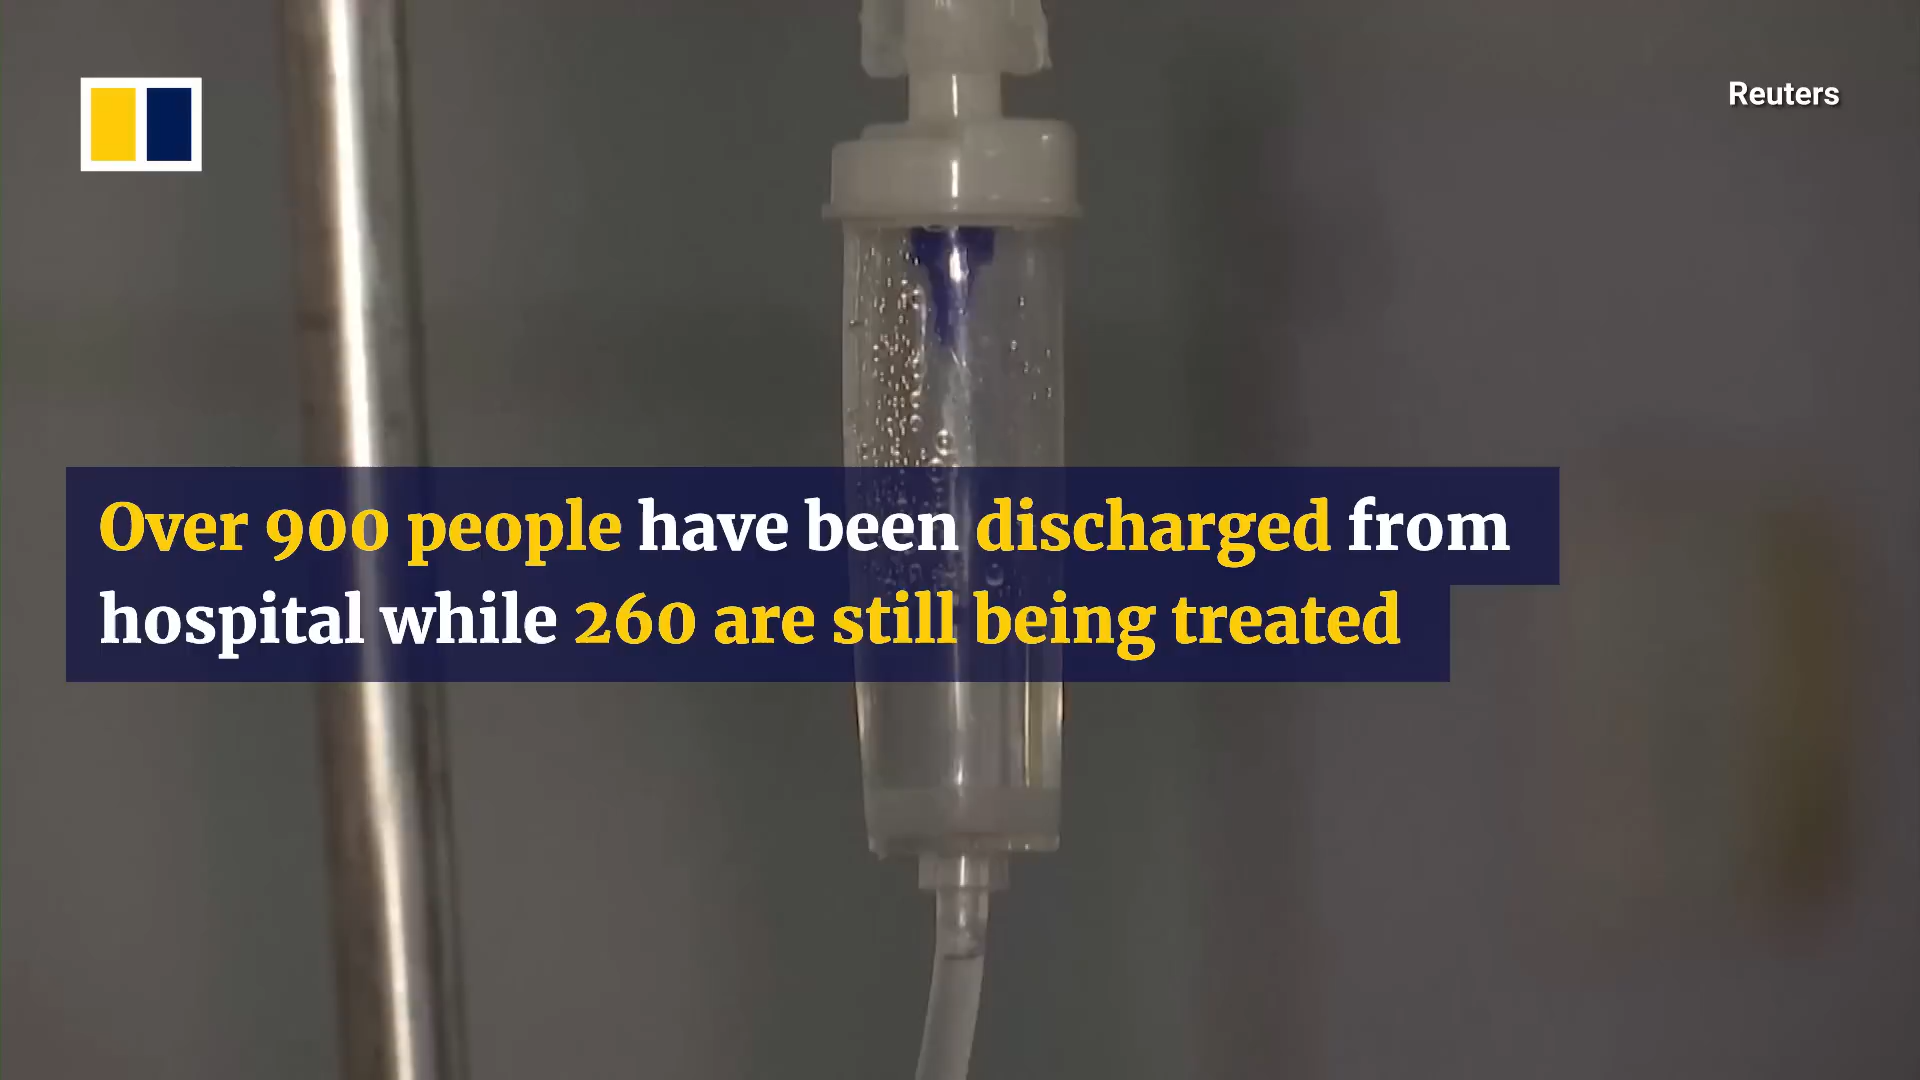 Reuters
Over 900 people have been discharged from
hospital while 260 are still being treated